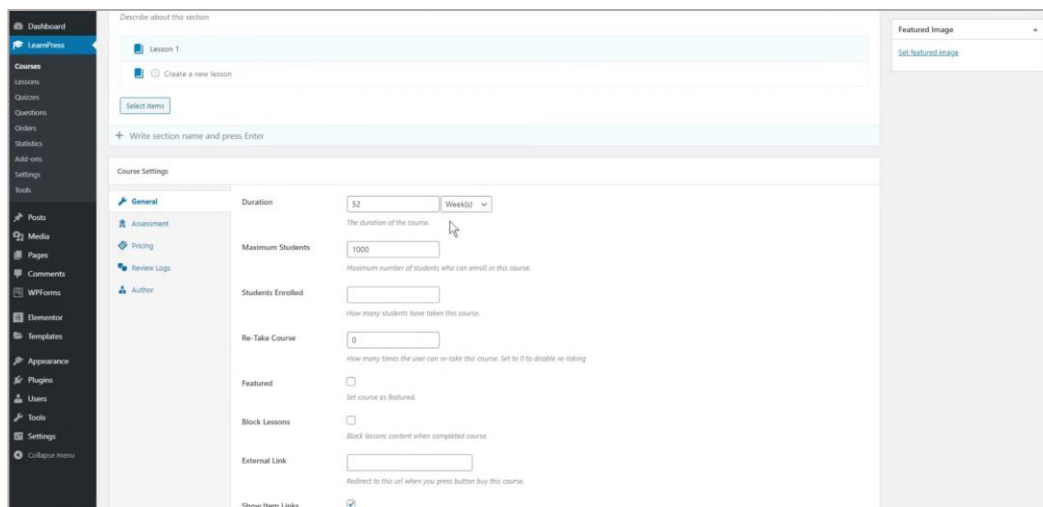 Dashboard
LearnPress
Courses
Lessons
Quizzes
Questions
Orders
Statistics
Add-ons
Settings
Tools
Posts
Media
Pages
Comments
WPForms
Elementor
Templates
Appearance
Plugins
Users
Tools
Settings
Collapse menu
Describe about this section
Lesson 1
Create a new lesson
Select items
+ Write section name and press Enter
Course Settings
General
Assessment
Pricing
Review Logs
Author
Duration
52 Week(s)
The duration of the course.
Maximum Students
1000
Maximum number of students who can enroll in this course.
Students Enrolled
How many students have taken this course.
Re-Take Course
0
How many times the user can re-take this course. Set to 0 to disable re-taking
Featured
Set course as featured.
Block Lessons
Block lessons content when completed course.
External Link
Redirect to this url when you press button buy this course.
Show Item Links
Featured Image
Set featured image